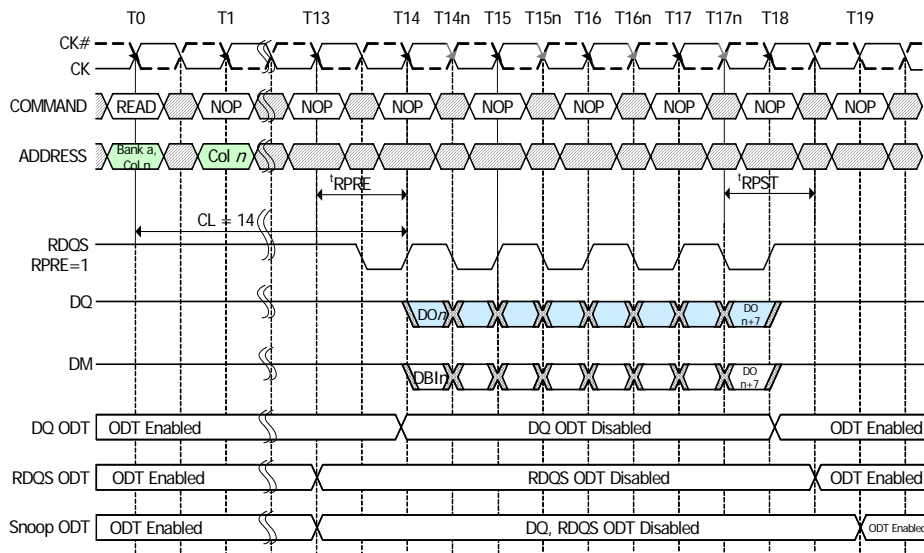 T0 T1 T13 T14 T14n T15 T15n T16 T16n T17 T17n T18 T19
CK#
CK
COMMAND READ NOP NOP NOP NOP NOP NOP NOP NOP
ADDRESS Bank a, Col n Col n
tRPRE tRPST
CL = 14
RDQS
RPRE=1
DQ DOn DO n+7
DM DBIn DO n+7
DQ ODT ODT Enabled DQ ODT Disabled ODT Enabled
RDQS ODT ODT Enabled RDQS ODT Disabled ODT Enabled
Snoop ODT ODT Enabled DQ, RDQS ODT Disabled ODT Enabled